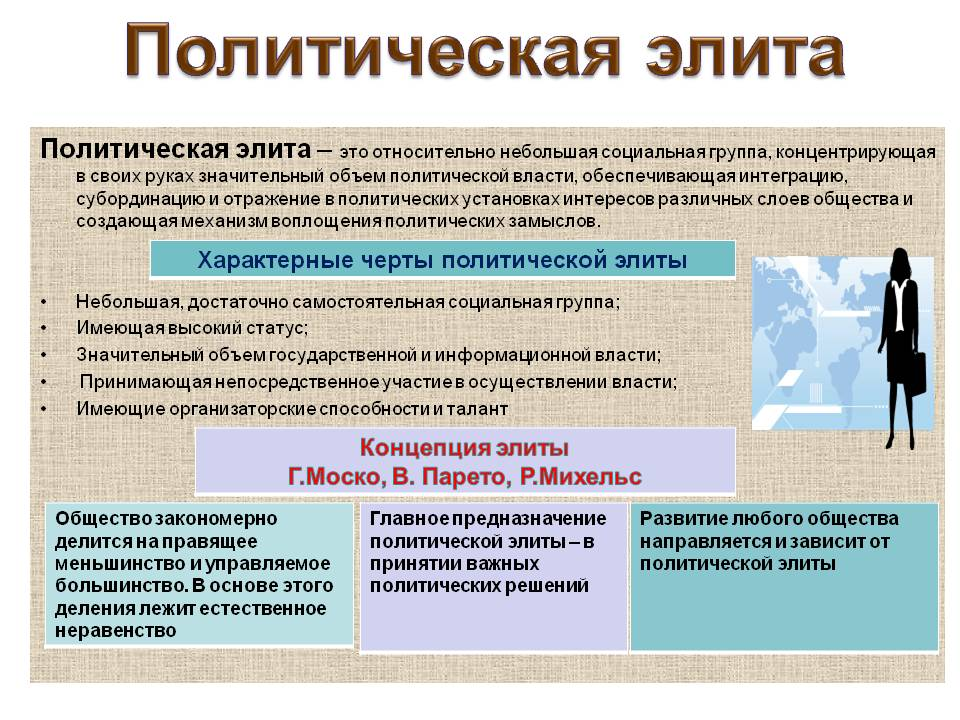 Политическая элита
Политическая элита – это относительно небольшая социальная группа, концентрирующая
в своих руках значительный объем политической власти, обеспечивающая интеграцию,
субординацию и отражение в политических установках интересов различных слоев общества и
создающая механизм воплощения политических замыслов.
Характерные черты политической элиты
• Небольшая, достаточно самостоятельная социальная группа;
• Имеющая высокий статус;
• Значительный объем государственной и информационной власти;
• Принимающая непосредственное участие в осуществлении власти;
• Имеющие организаторские способности и талант
Концепция элиты
Г.Моско, В. Парето, Р.Михельс
Общество закономерно
делится на правящее
меньшинство и управляемое
большинство. В основе этого
деления лежит естественное
неравенство
Главное предназначение
политической элиты – в
принятии важных
политических решений
Развитие любого общества
направляется и зависит от
политической элиты